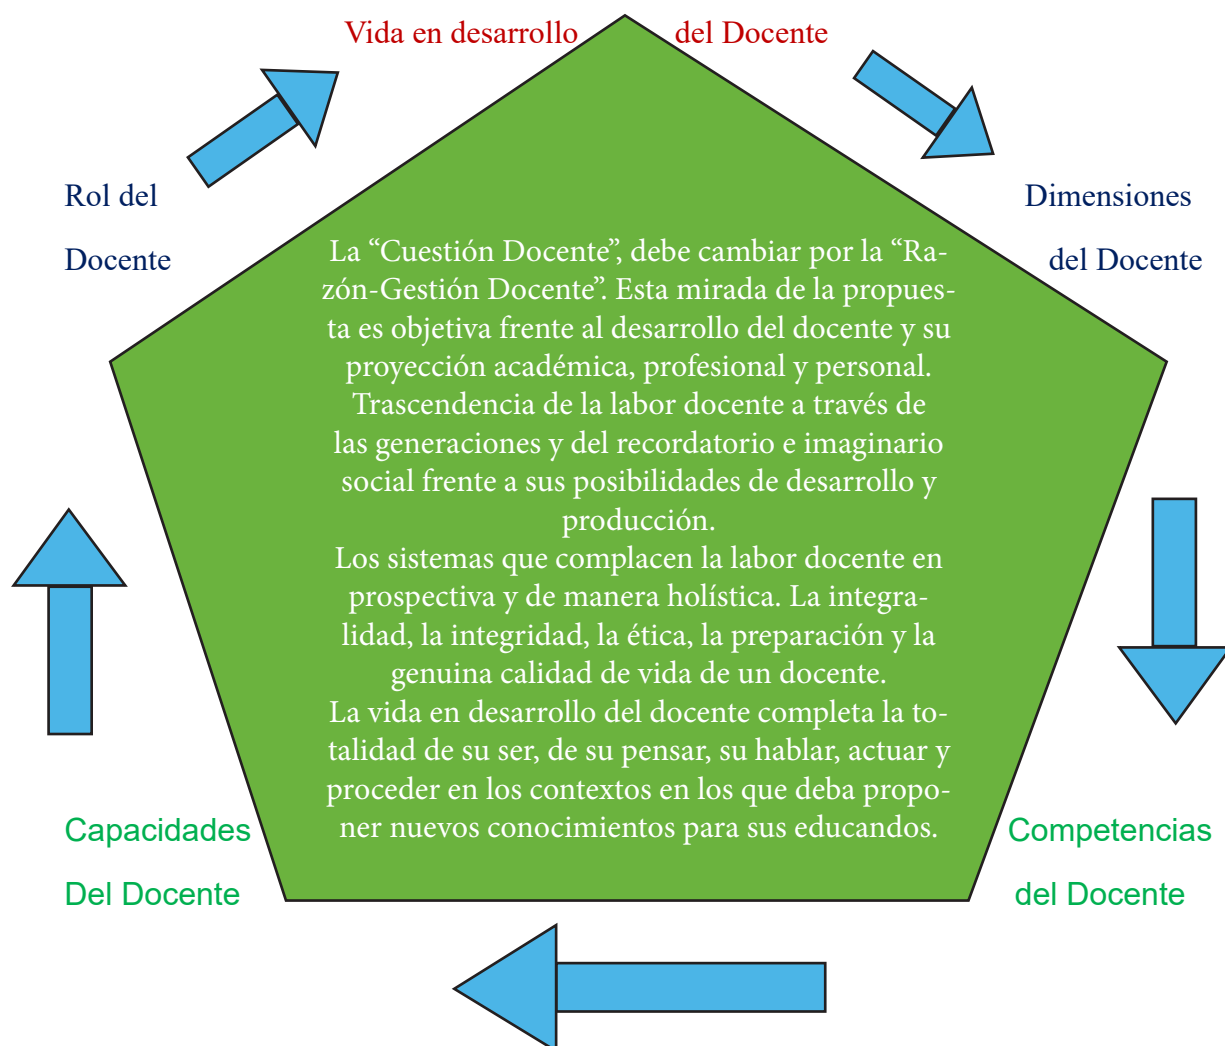 Vida en desarrollo del Docente
Rol del
Docente
Dimensiones
del Docente
La “Cuestión Docente”, debe cambiar por la “Ra-
zón-Gestión Docente”. Esta mirada de la propues-
ta es objetiva frente al desarrollo del docente y su
proyección académica, profesional y personal.
Trascendencia de la labor docente a través de
las generaciones y del recordatorio e imaginario
social frente a sus posibilidades de desarrollo y
producción.
Los sistemas que complacen la labor docente en
prospectiva y de manera holística. La integra-
lidad, la integridad, la ética, la preparación y la
genuina calidad de vida de un docente.
La vida en desarrollo del docente completa la to-
talidad de su ser, de su pensar, su hablar, actuar y
proceder en los contextos en los que deba propo-
ner nuevos conocimientos para sus educandos.
Capacidades
Del Docente
Competencias
del Docente